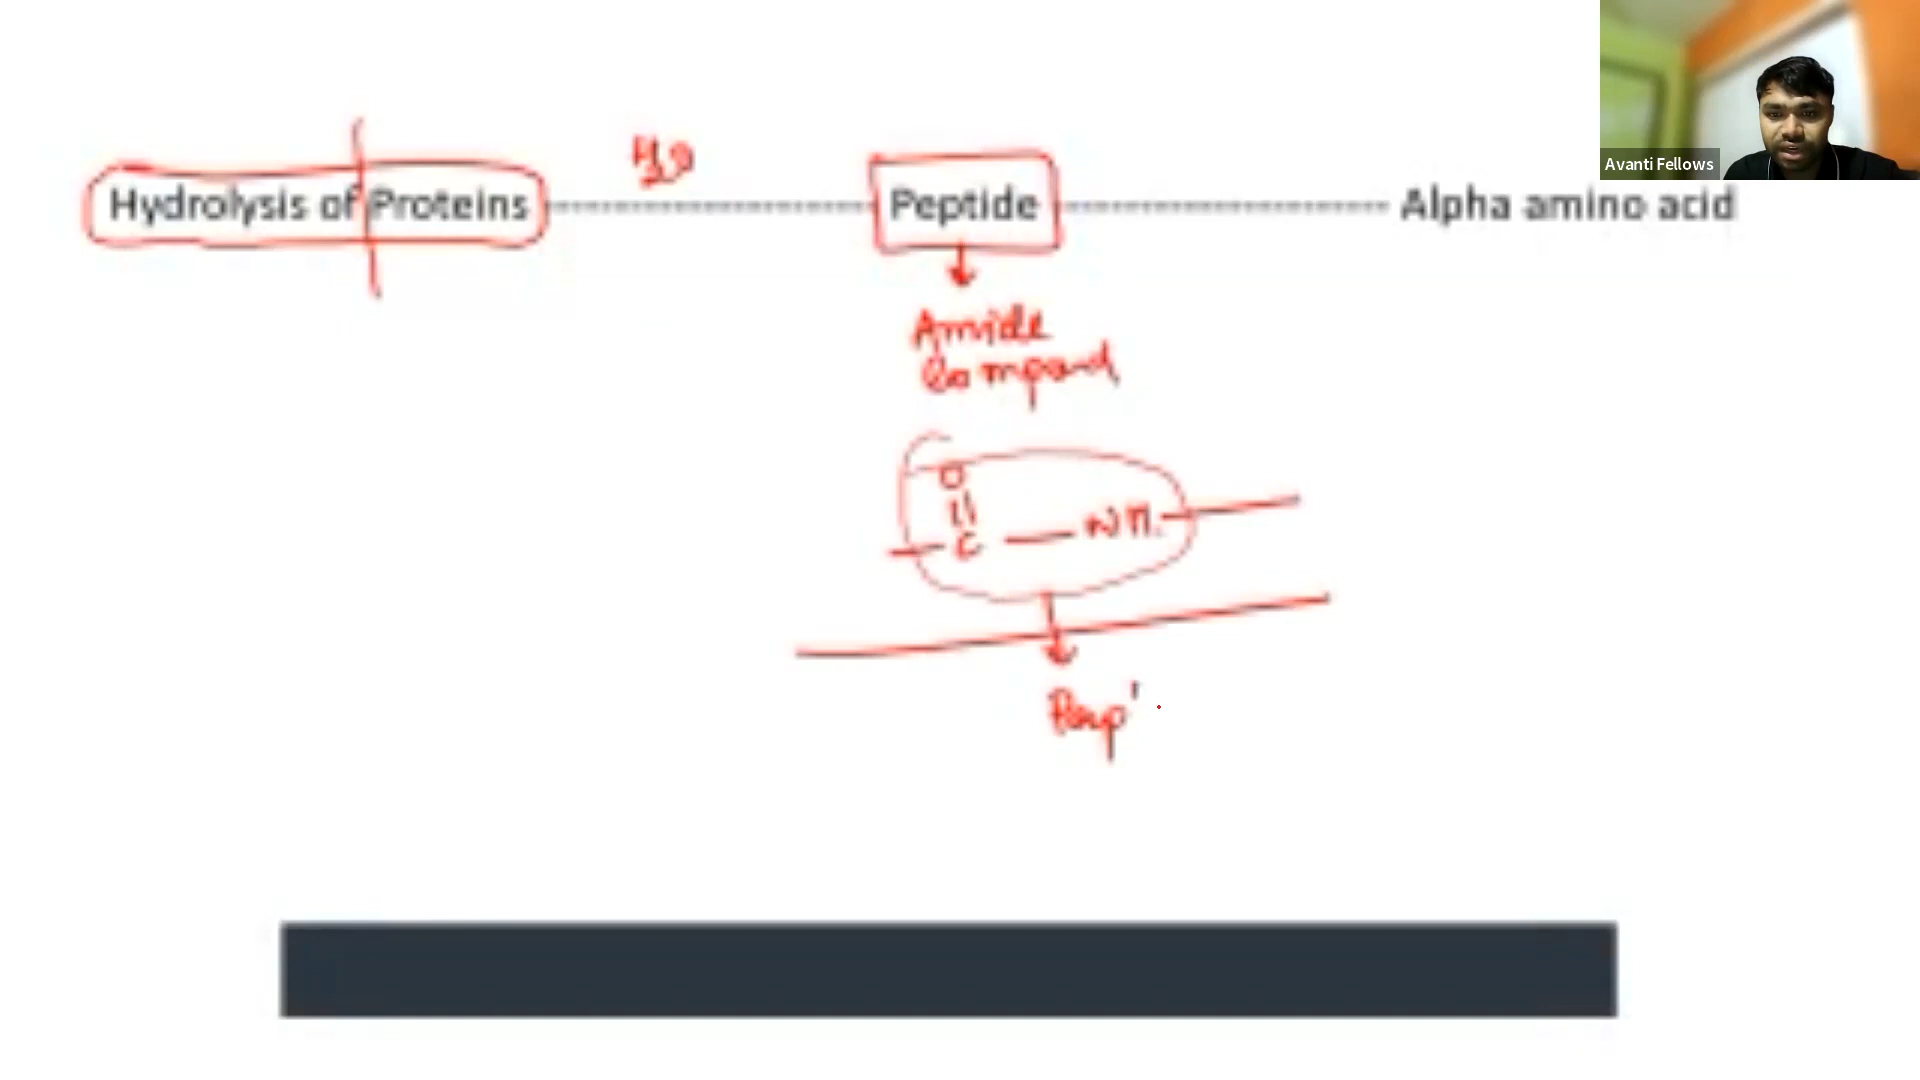 Avanti Fellows
H2O
Hydrolysis of Proteins Peptide Alpha amino acid
Amide
Compound
O
||
C — NH